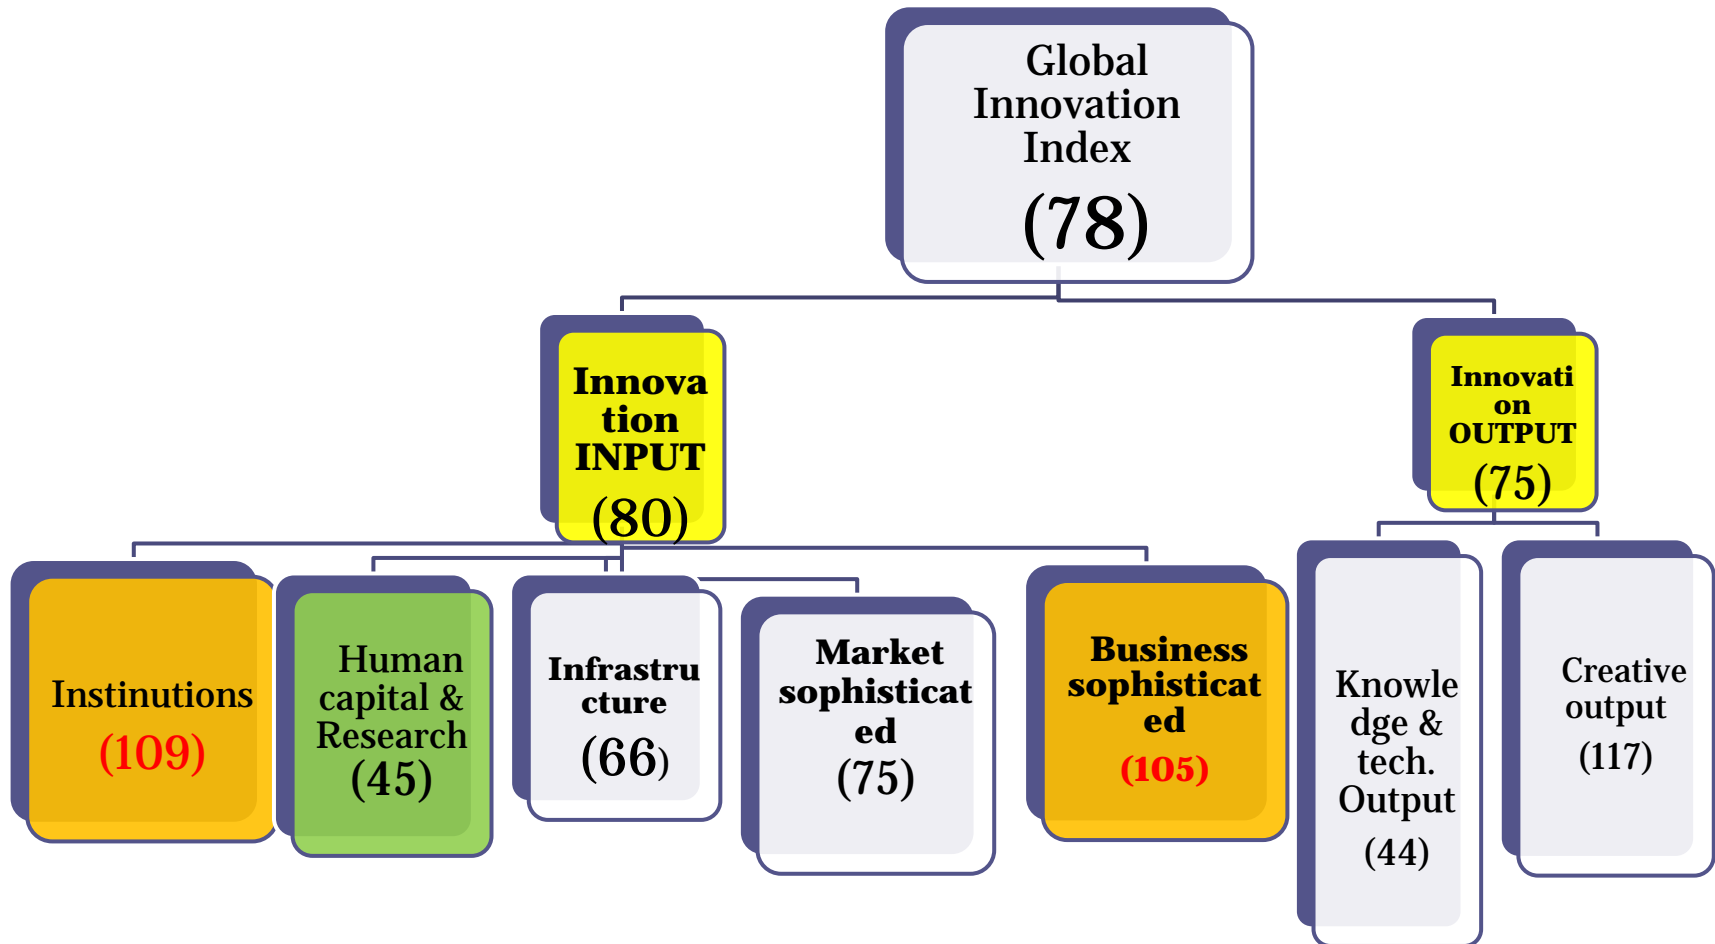 Global
Innovation
Index
(78)
Innova
tion
INPUT
(80)
Innovati
on
OUTPUT
(75)
Instinutions
(109)
Human
capital &
Research
(45)
Infrastru
cture
(66)
Market
sophisticat
ed
(75)
Business
sophisticat
ed
(105)
Knowle
dge &
tech.
Output
(44)
Creative
output
(117)